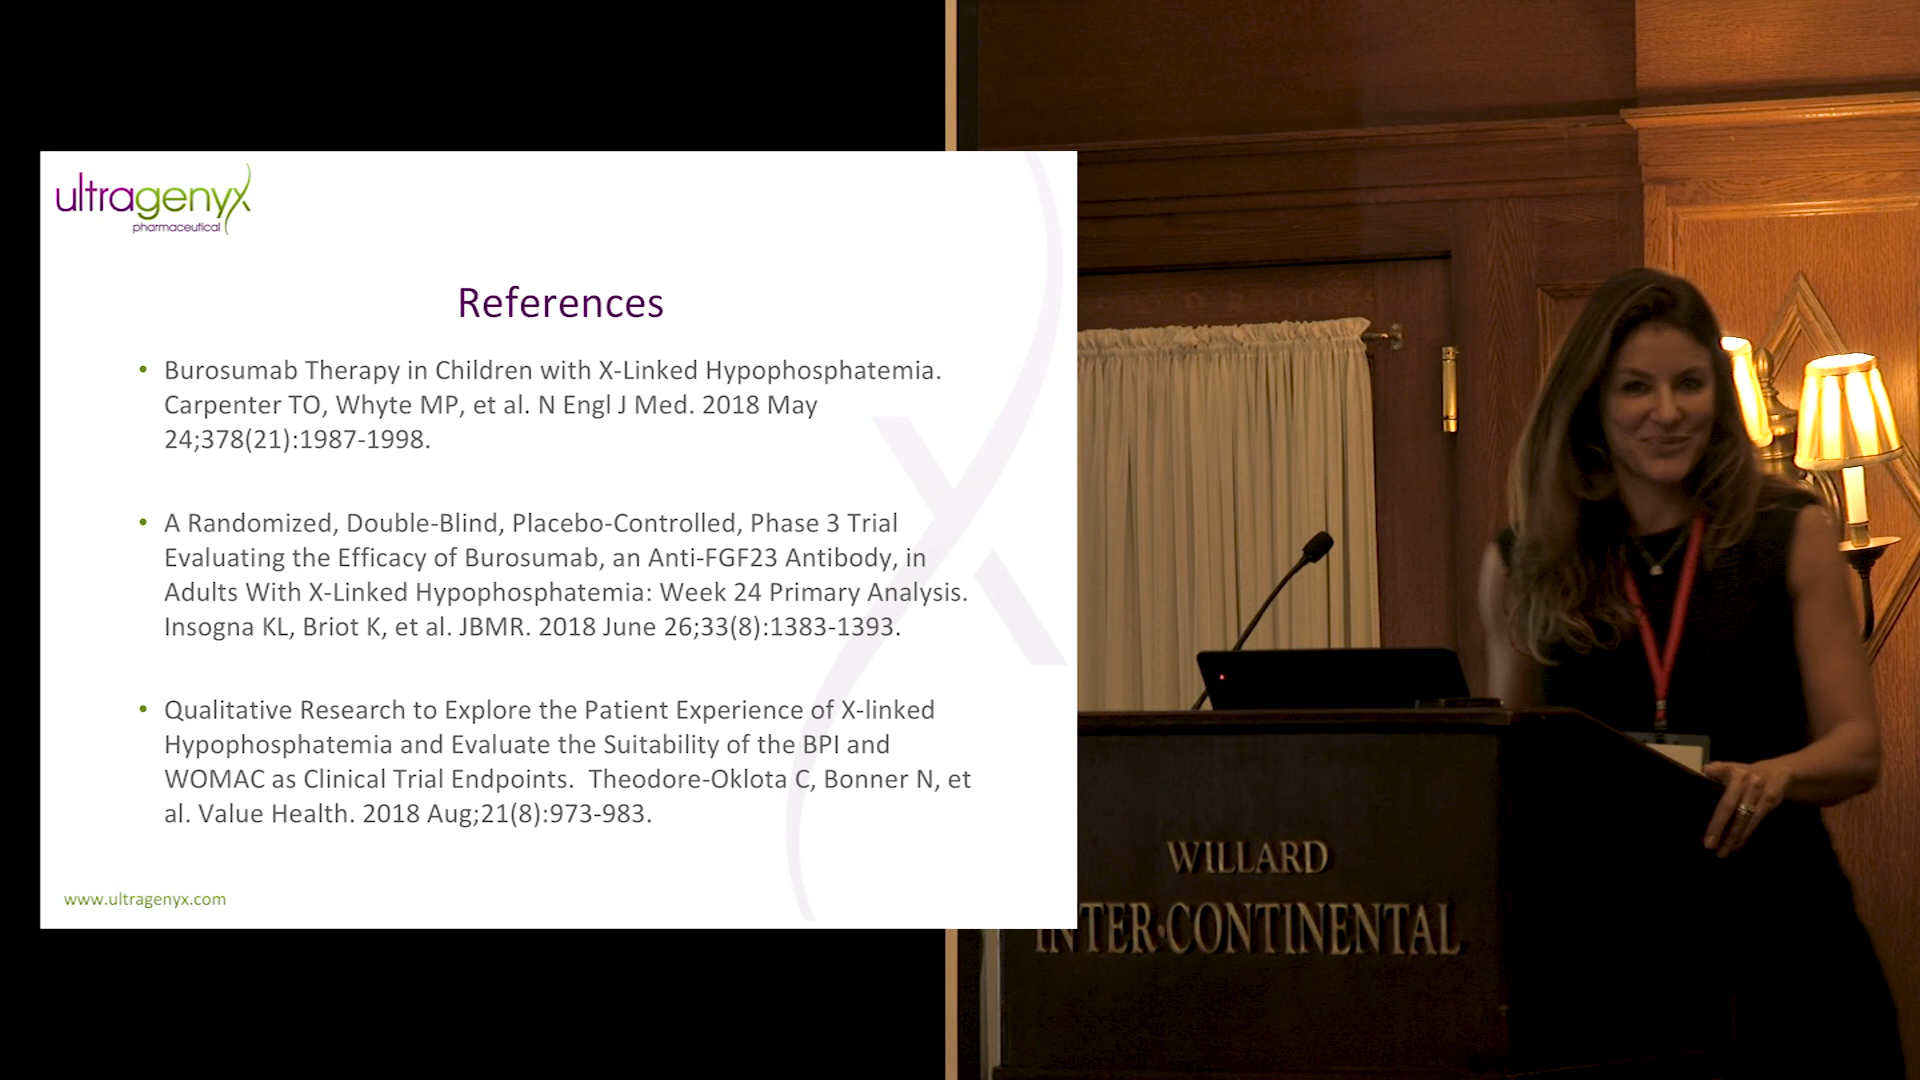 ultragenyx
pharmaceutical
References
• Burosumab Therapy in Children with X-Linked Hypophosphatemia.
Carpenter TO, Whyte MP, et al. N Engl J Med. 2018 May
24;378(21):1987-1998.
• A Randomized, Double-Blind, Placebo-Controlled, Phase 3 Trial
Evaluating the Efficacy of Burosumab, an Anti-FGF23 Antibody, in
Adults With X-Linked Hypophosphatemia: Week 24 Primary Analysis.
Insogna KL, Briot K, et al. JBMR. 2018 June 26;33(8):1383-1393.
• Qualitative Research to Explore the Patient Experience of X-linked
Hypophosphatemia and Evaluate the Suitability of the BPI and
WOMAC as Clinical Trial Endpoints.  Theodore-Oklota C, Bonner N, et
al. Value Health. 2018 Aug;21(8):973-983.
www.ultragenyx.com
WILLARD
INTER·CONTINENTAL